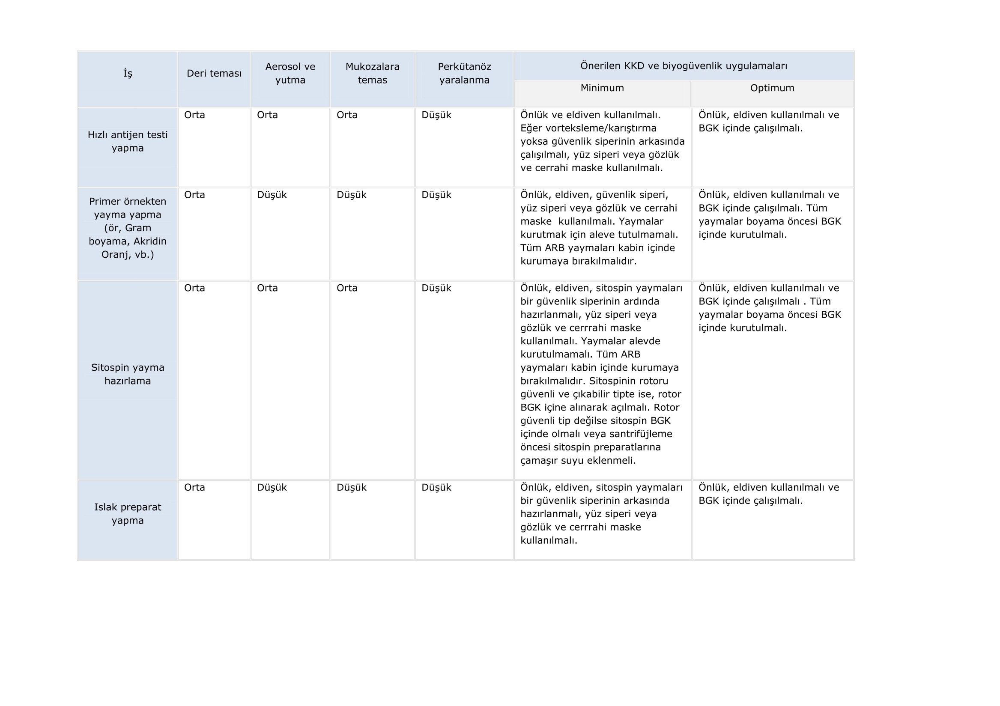 İş
Deri teması
Aerosol ve
yutma
Mukozalara
temas
Perkütanöz
yaralanma
Önerilen KKD ve biyogüvenlik uygulamaları
Minimum
Optimum
Hızlı antijen testi
yapma
Orta
Orta
Orta
Düşük
Önlük ve eldiven kullanılmalı.
Eğer vorteksleme/karıştırma
yoksa güvenlik siperinin arkasında
çalışılmalı, yüz siperi veya gözlük
ve cerrahi maske kullanılmalı.
Önlük, eldiven kullanılmalı ve
BGK içinde çalışılmalı.
Primer örnekten
yayma yapma
(ör, Gram
boyama, Akridin
Oranj, vb.)
Orta
Düşük
Düşük
Düşük
Önlük, eldiven, güvenlik siperi,
yüz siperi veya gözlük ve cerrahi
maske  kullanılmalı. Yaymalar
kurutmak için aleve tutulmamalı.
Tüm ARB yaymaları kabin içinde
kurumaya bırakılmalıdır.
Önlük, eldiven kullanılmalı ve
BGK içinde çalışılmalı. Tüm
yaymalar boyama öncesi BGK
içinde kurutulmalı.
Sitospin yayma
hazırlama
Orta
Orta
Orta
Düşük
Önlük, eldiven, sitospin yaymaları
bir güvenlik siperinin ardında
hazırlanmalı, yüz siperi veya
gözlük ve cerrrahi maske
kullanılmalı. Yaymalar alevde
kurutulmamalı. Tüm ARB
yaymaları kabin içinde kurumaya
bırakılmalıdır. Sitospinin rotoru
güvenli ve çıkabilir tipte ise, rotor
BGK içine alınarak açılmalı. Rotor
güvenli tip değilse sitospin BGK
içinde olmalı veya santrifüjleme
öncesi sitospin preparatlarına
çamaşır suyu eklenmeli.
Önlük, eldiven kullanılmalı ve
BGK içinde çalışılmalı . Tüm
yaymalar boyama öncesi BGK
içinde kurutulmalı.
Islak preparat
yapma
Orta
Düşük
Düşük
Düşük
Önlük, eldiven, sitospin yaymaları
bir güvenlik siperinin arkasında
hazırlanmalı, yüz siperi veya
gözlük ve cerrrahi maske
kullanılmalı.
Önlük, eldiven kullanılmalı ve
BGK içinde çalışılmalı.